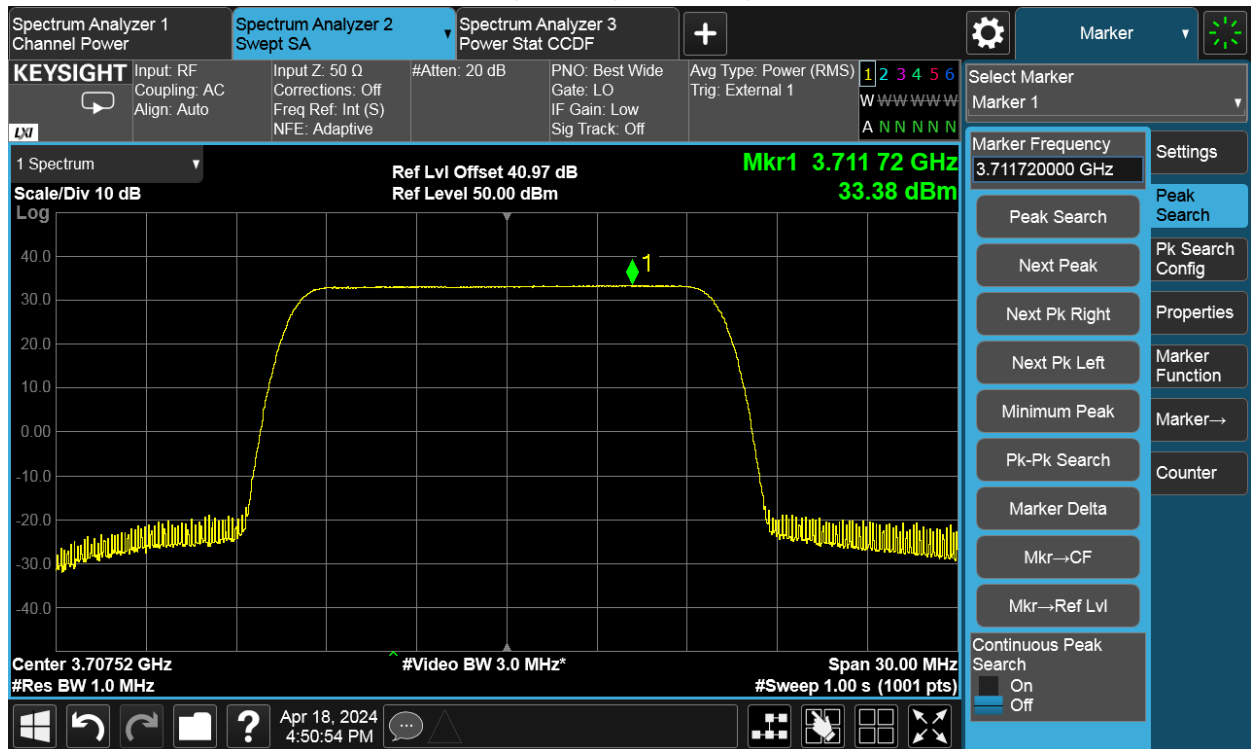 Spectrum Analyzer 1
Channel Power
Spectrum Analyzer 2
Swept SA
Spectrum Analyzer 3
Power Stat CCDF
+
Marker
KEYSIGHT
LXI
Input: RF
Coupling: AC
Align: Auto
Input Z: 50 Ω
Corrections: Off
Freq Ref: Int (S)
NFE: Adaptive
#Atten: 20 dB
PNO: Best Wide
Gate: LO
IF Gain: Low
Sig Track: Off
Avg Type: Power (RMS)
Trig: External 1
1 2 3 4 5 6
W W W W W W
A N N N N N
Select Marker
Marker 1
1 Spectrum
Scale/Div 10 dB
Ref Lvl Offset 40.97 dB
Ref Level 50.00 dBm
Mkr1 3.711 72 GHz
33.38 dBm
Log
40.0
30.0
20.0
10.0
0.00
-10.0
-20.0
-30.0
-40.0
1
Center 3.70752 GHz
#Res BW 1.0 MHz
#Video BW 3.0 MHz*
Span 30.00 MHz
#Sweep 1.00 s (1001 pts)
Marker Frequency
3.711720000 GHz
Peak Search
Next Peak
Next Pk Right
Next Pk Left
Minimum Peak
Pk-Pk Search
Marker Delta
Mkr→CF
Mkr→Ref Lvl
Continuous Peak
Search
On
Off
Settings
Peak
Search
Pk Search
Config
Properties
Marker
Function
Marker→
Counter
?
Apr 18, 2024
4:50:54 PM